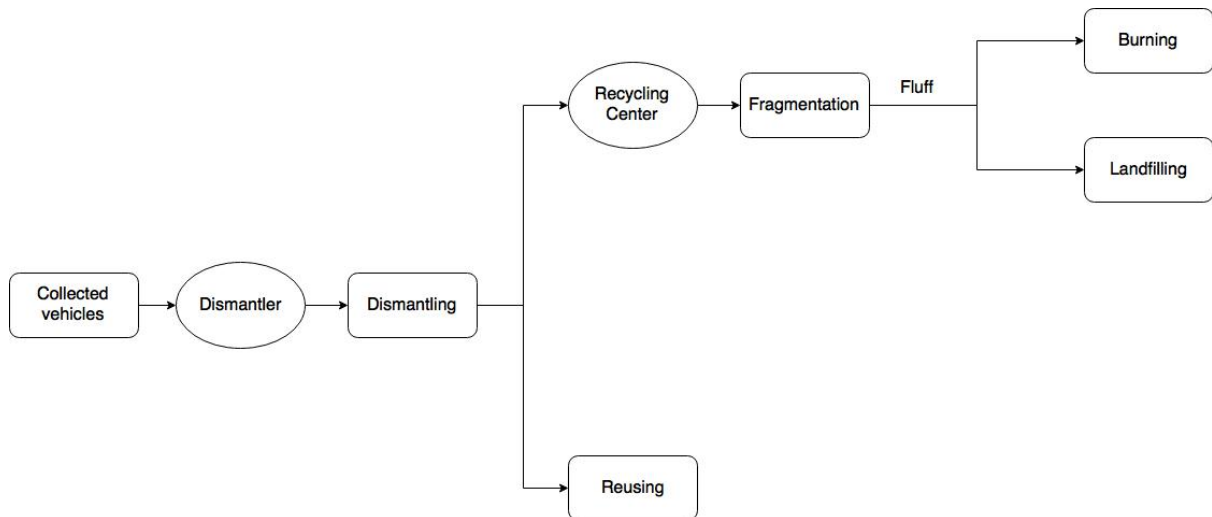 Collected
vehicles
Dismantler
Dismantling
Recycling
Center
Fragmentation
Fluff
Burning
Landfilling
Reusing